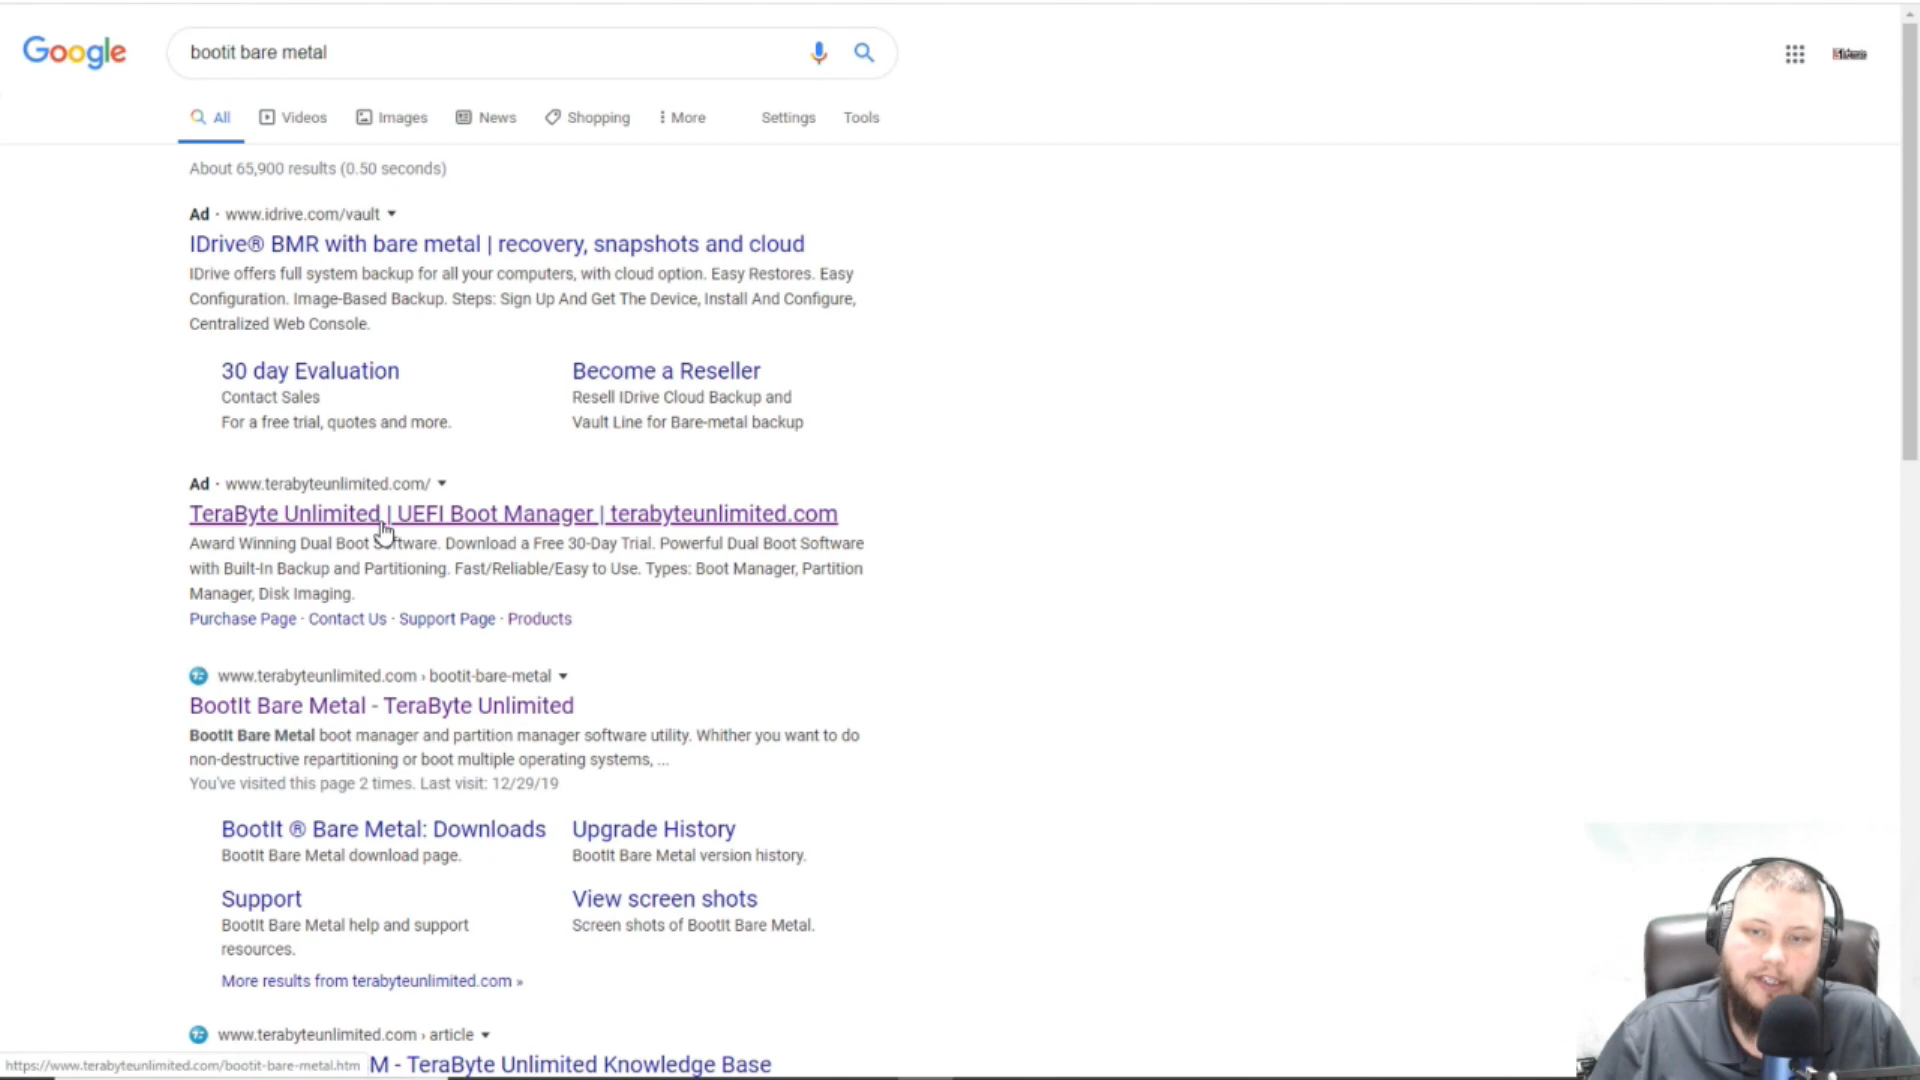 Google
bootit bare metal
All
Videos
Images
News
Shopping
More
Settings
Tools
About 65,900 results (0.50 seconds)
Ad · www.idrive.com/vault
IDrive® BMR with bare metal | recovery, snapshots and cloud
IDrive offers full system backup for all your computers, with cloud option. Easy Restores. Easy
Configuration. Image-Based Backup. Steps: Sign Up And Get The Device, Install And Configure,
Centralized Web Console.
30 day Evaluation
Contact Sales
For a free trial, quotes and more.
Become a Reseller
Resell IDrive Cloud Backup and
Vault Line for Bare-metal backup
Ad · www.terabyteunlimited.com/
TeraByte Unlimited | UEFI Boot Manager | terabyteunlimited.com
Award Winning Dual Boot Software. Download a Free 30-Day Trial. Powerful Dual Boot Software
with Built-In Backup and Partitioning. Fast/Reliable/Easy to Use. Types: Boot Manager, Partition
Manager, Disk Imaging.
Purchase Page · Contact Us · Support Page · Products
www.terabyteunlimited.com › bootit-bare-metal
BootIt Bare Metal - TeraByte Unlimited
BootIt Bare Metal boot manager and partition manager software utility. Whither you want to do
non-destructive repartitioning or boot multiple operating systems, ...
You've visited this page 2 times. Last visit: 12/29/19
BootIt ® Bare Metal: Downloads
BootIt Bare Metal download page.
Upgrade History
BootIt Bare Metal version history.
Support
BootIt Bare Metal help and support
resources.
View screen shots
Screen shots of BootIt Bare Metal.
More results from terabyteunlimited.com »
www.terabyteunlimited.com › article
M - TeraByte Unlimited Knowledge Base
https://www.terabyteunlimited.com/bootit-bare-metal.htm